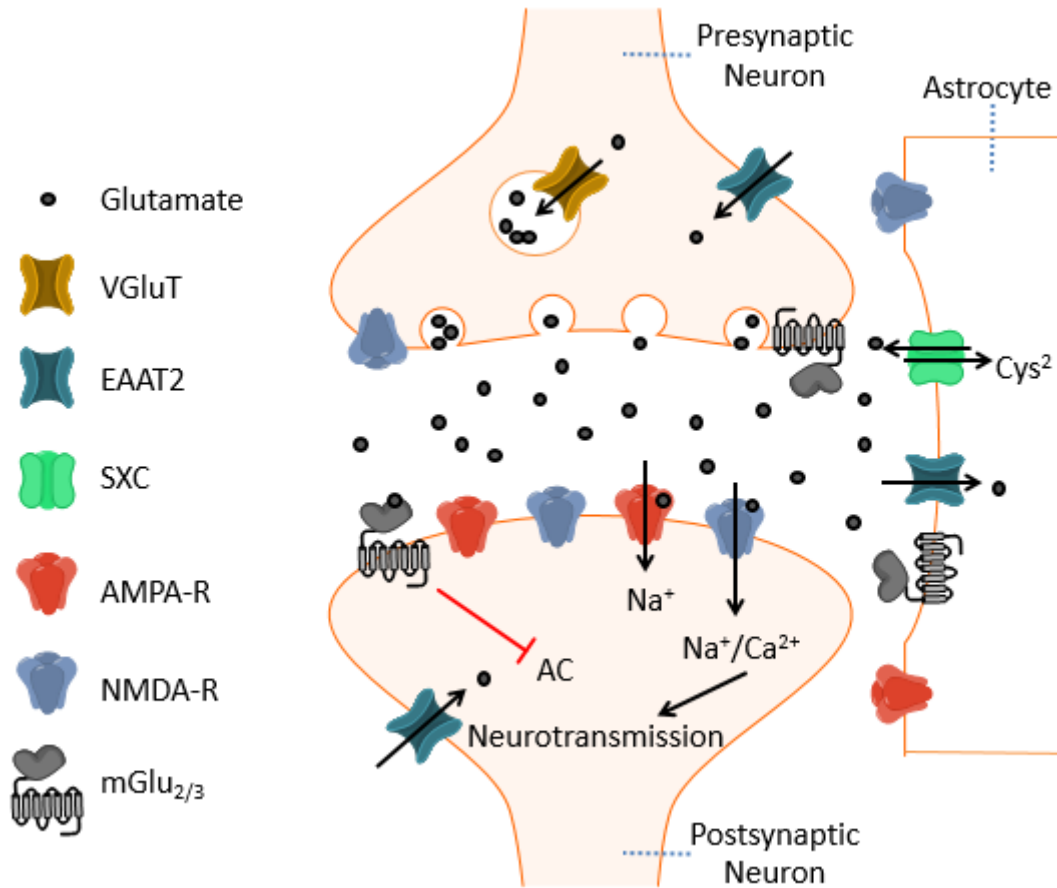 Presynaptic
Neuron
Astrocyte
Glutamate
VGluT
EAAT2
SXC
AMPA-R
NMDA-R
mGlu2/3
Cys²
Na⁺
Na⁺/Ca²⁺
AC
Neurotransmission
Postsynaptic
Neuron